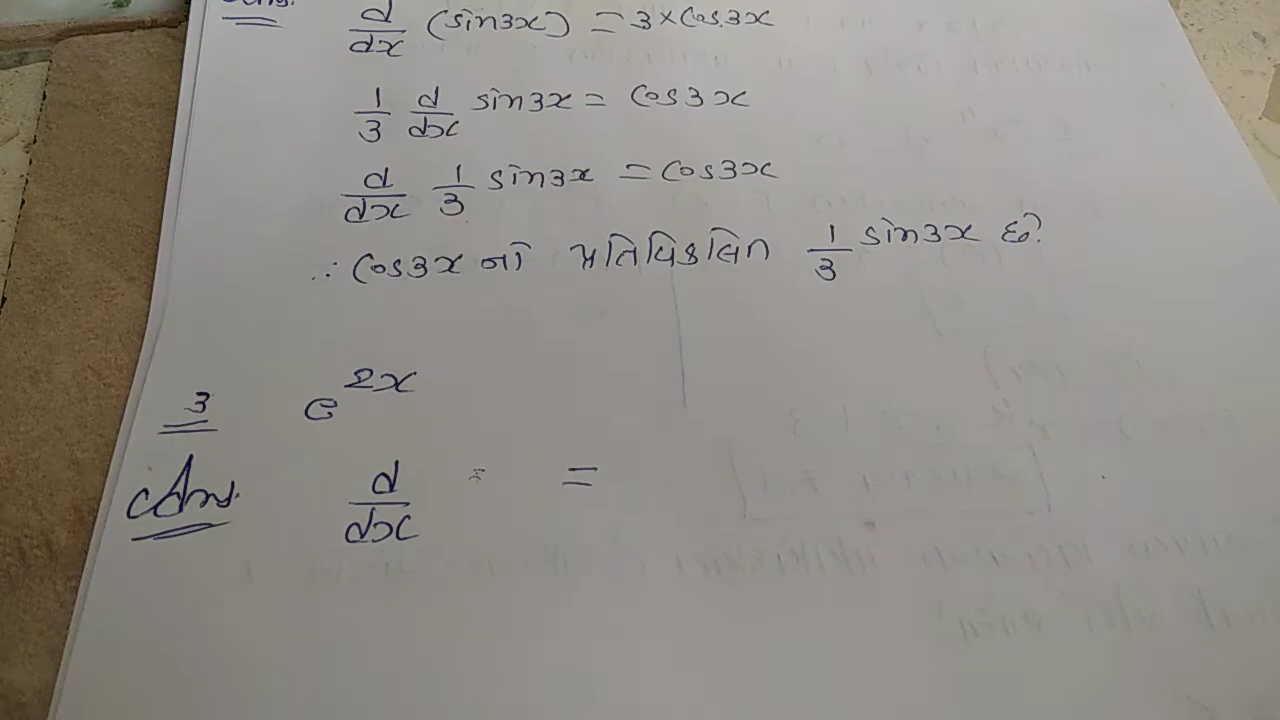 Ans.
d/dx (sin3x) = 3 × Cos3x
1/3 d/dx sin3x = Cos3x
d/dx 1/3 sin3x = Cos3x
∴ Cos3x નો પ્રતિવિકલિત 1/3 sin3x છે.
3 e^2x
Ans. d/dx =